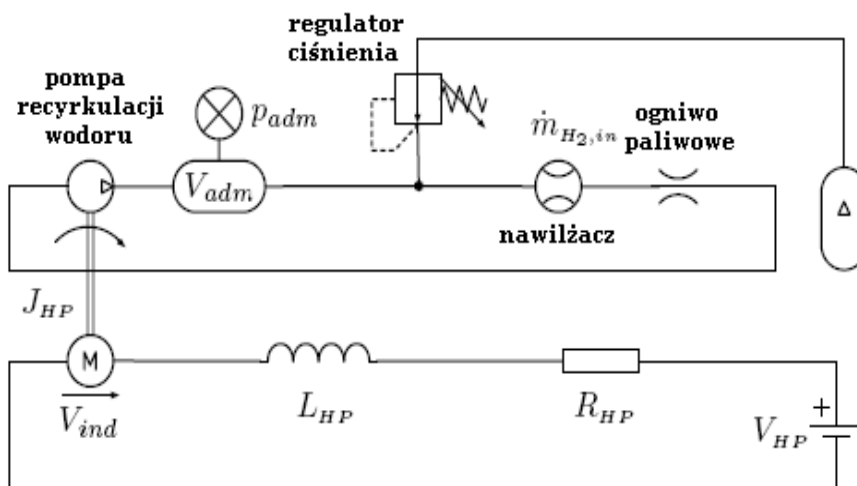 regulator
ciśnienia
pompa
recyrkulacji
wodoru
p_adm
ṁ_H₂,in
ogniwo
paliwowe
V_adm
nawilżacz
J_HP
M
V_ind
L_HP
R_HP
V_HP
+